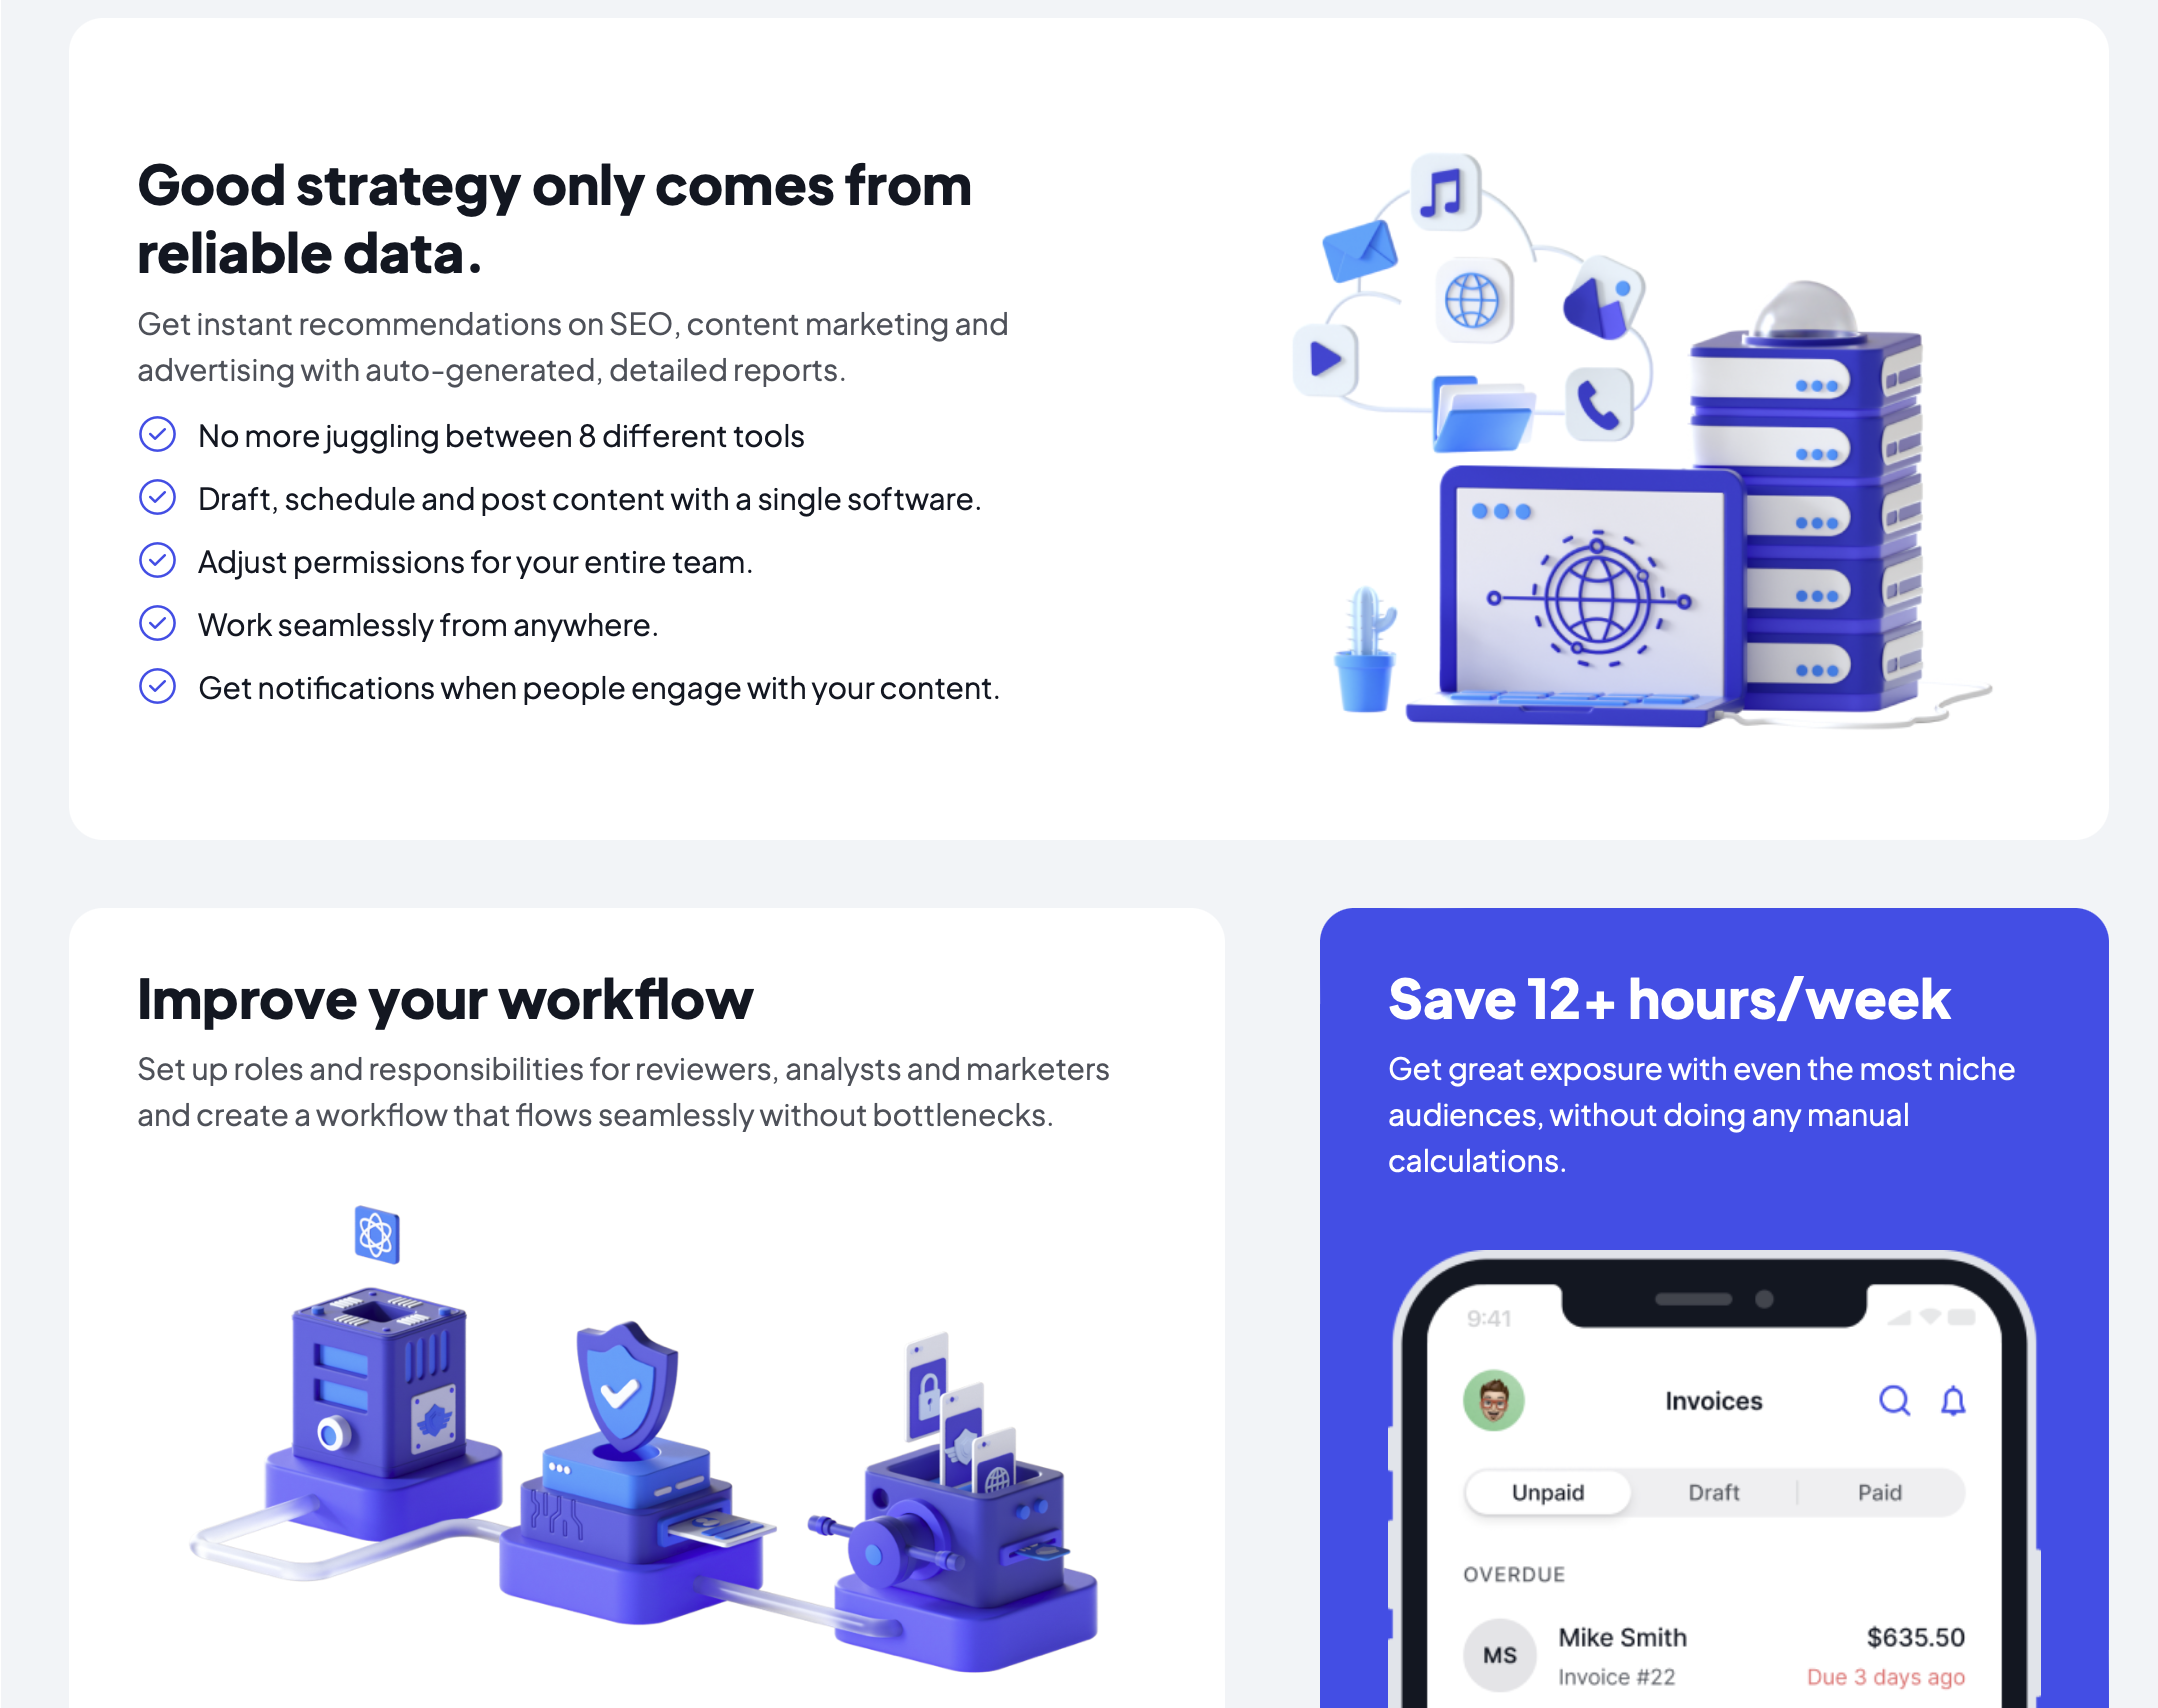 Good strategy only comes from
reliable data.
Get instant recommendations on SEO, content marketing and
advertising with auto-generated, detailed reports.
No more juggling between 8 different tools
Draft, schedule and post content with a single software.
Adjust permissions for your entire team.
Work seamlessly from anywhere.
Get notifications when people engage with your content.
Improve your workflow
Set up roles and responsibilities for reviewers, analysts and marketers
and create a workflow that flows seamlessly without bottlenecks.
Save 12+ hours/week
Get great exposure with even the most niche
audiences, without doing any manual
calculations.
9:41
Invoices
Unpaid Draft Paid
OVERDUE
MS Mike Smith $635.50
Invoice #22 Due 3 days ago